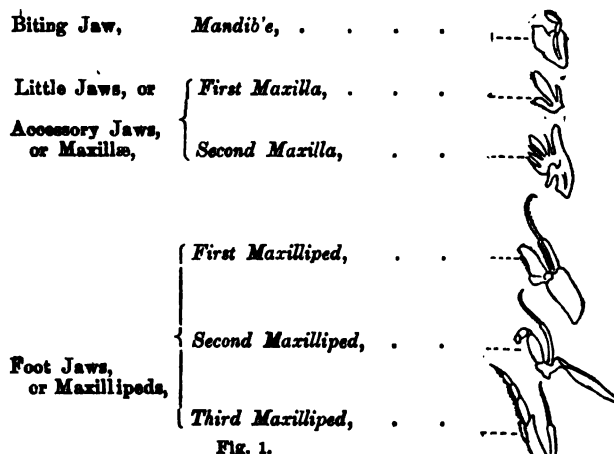 Biting Jaw, Mandib'e, . . . .
Little Jaws, or First Maxilla, . . .
Accessory Jaws,
or Maxillæ, Second Maxilla, . .
First Maxilliped, . .
Second Maxilliped, . .
Foot Jaws,
or Maxillipeds,
Third Maxilliped, . .
Fig. 1.